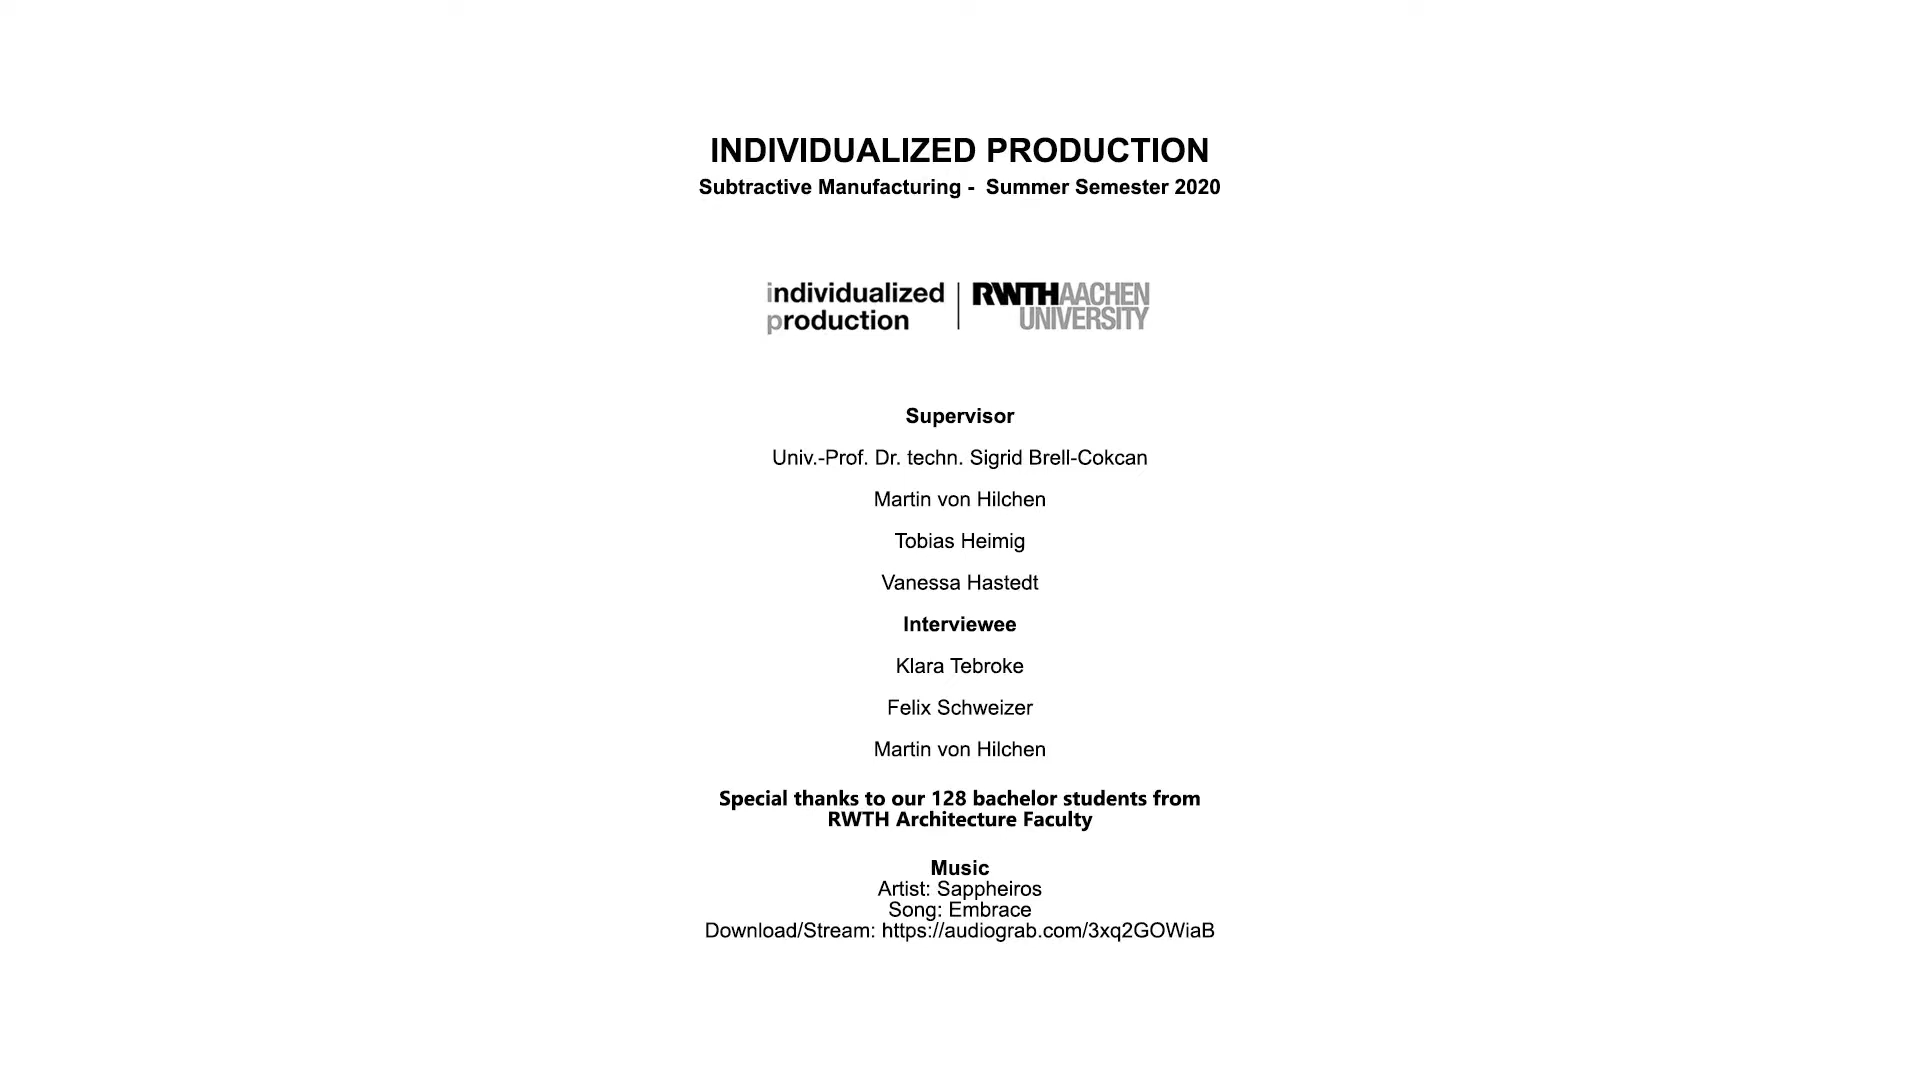 INDIVIDUALIZED PRODUCTION
Subtractive Manufacturing -  Summer Semester 2020
individualized production
RWTHAACHEN UNIVERSITY
Supervisor
Univ.-Prof. Dr. techn. Sigrid Brell-Cokcan
Martin von Hilchen
Tobias Heimig
Vanessa Hastedt
Interviewee
Klara Tebroke
Felix Schweizer
Martin von Hilchen
Special thanks to our 128 bachelor students from
RWTH Architecture Faculty
Music
Artist: Sappheiros
Song: Embrace
Download/Stream: https://audiograb.com/3xq2GOWiaB